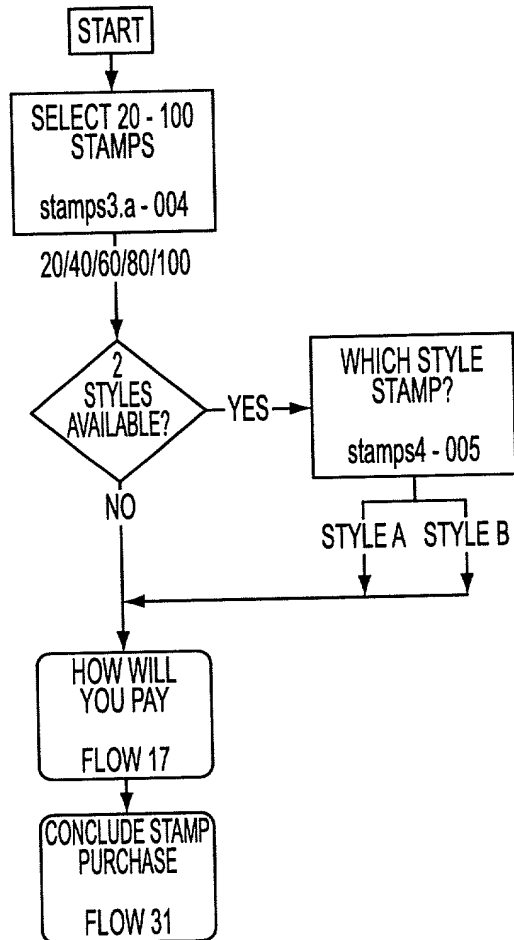 START
SELECT 20 - 100
STAMPS
stamps3.a - 004
20/40/60/80/100
2
STYLES
AVAILABLE?
YES
WHICH STYLE
STAMP?
stamps4 - 005
NO
STYLE A STYLE B
HOW WILL
YOU PAY
FLOW 17
CONCLUDE STAMP
PURCHASE
FLOW 31